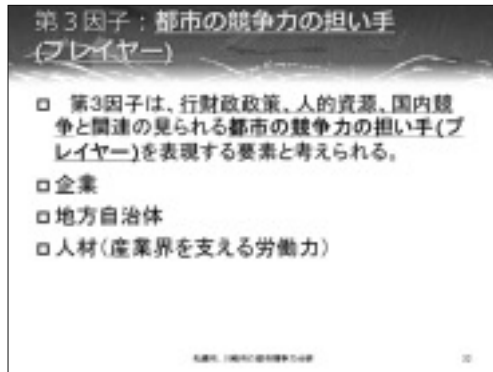 第3因子：都市の競争力の担い手
(プレイヤー)
第3因子は、行財政政策、人的資源、国内競
争と関連の見られる都市の競争力の担い手(プ
レイヤー)を表現する要素と考えられる。
企業
地方自治体
人材(産業界を支える労働力)